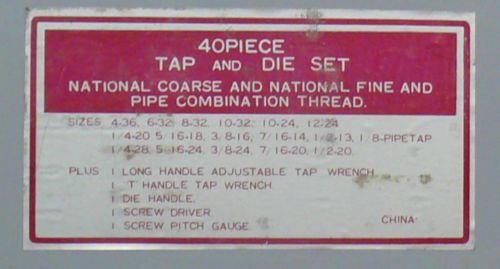 40PIECE
TAP AND DIE SET
NATIONAL COARSE AND NATIONAL FINE AND
PIPE COMBINATION THREAD.
SIZES 4-36, 6-32, 8-32, 10-32, 10-24, 12-24
1/4-20, 5/16-18, 3/8-16, 7/16-14, 1/2-13, 1/8-PIPETAP
1/4-28, 5/16-24, 3/8-24, 7/16-20, 1/2-20.
PLUS 1 LONG HANDLE ADJUSTABLE TAP WRENCH
1 'T' HANDLE TAP WRENCH.
1 DIE HANDLE.
1 SCREW DRIVER.
1 SCREW PITCH GAUGE. CHINA